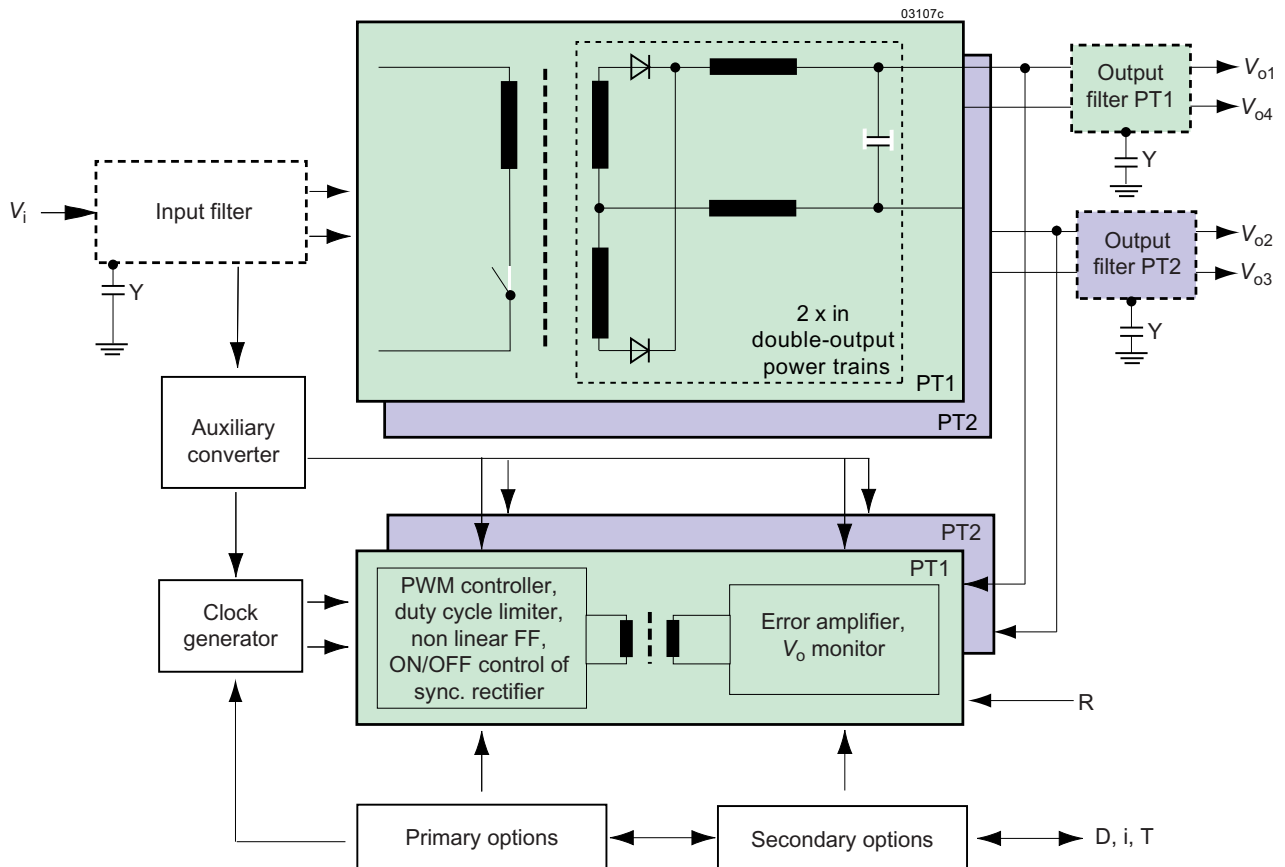 03107c
Output
filter PT1
Vo1
Vo4
Y
Vi
Input filter
Y
Output
filter PT2
Vo2
Vo3
Y
2 x in
double-output
power trains
PT1
PT2
Auxiliary
converter
PT2
PT1
Clock
generator
PWM controller,
duty cycle limiter,
non linear FF,
ON/OFF control of
sync. rectifier
Error amplifier,
Vo monitor
R
Primary options
Secondary options
D, i, T